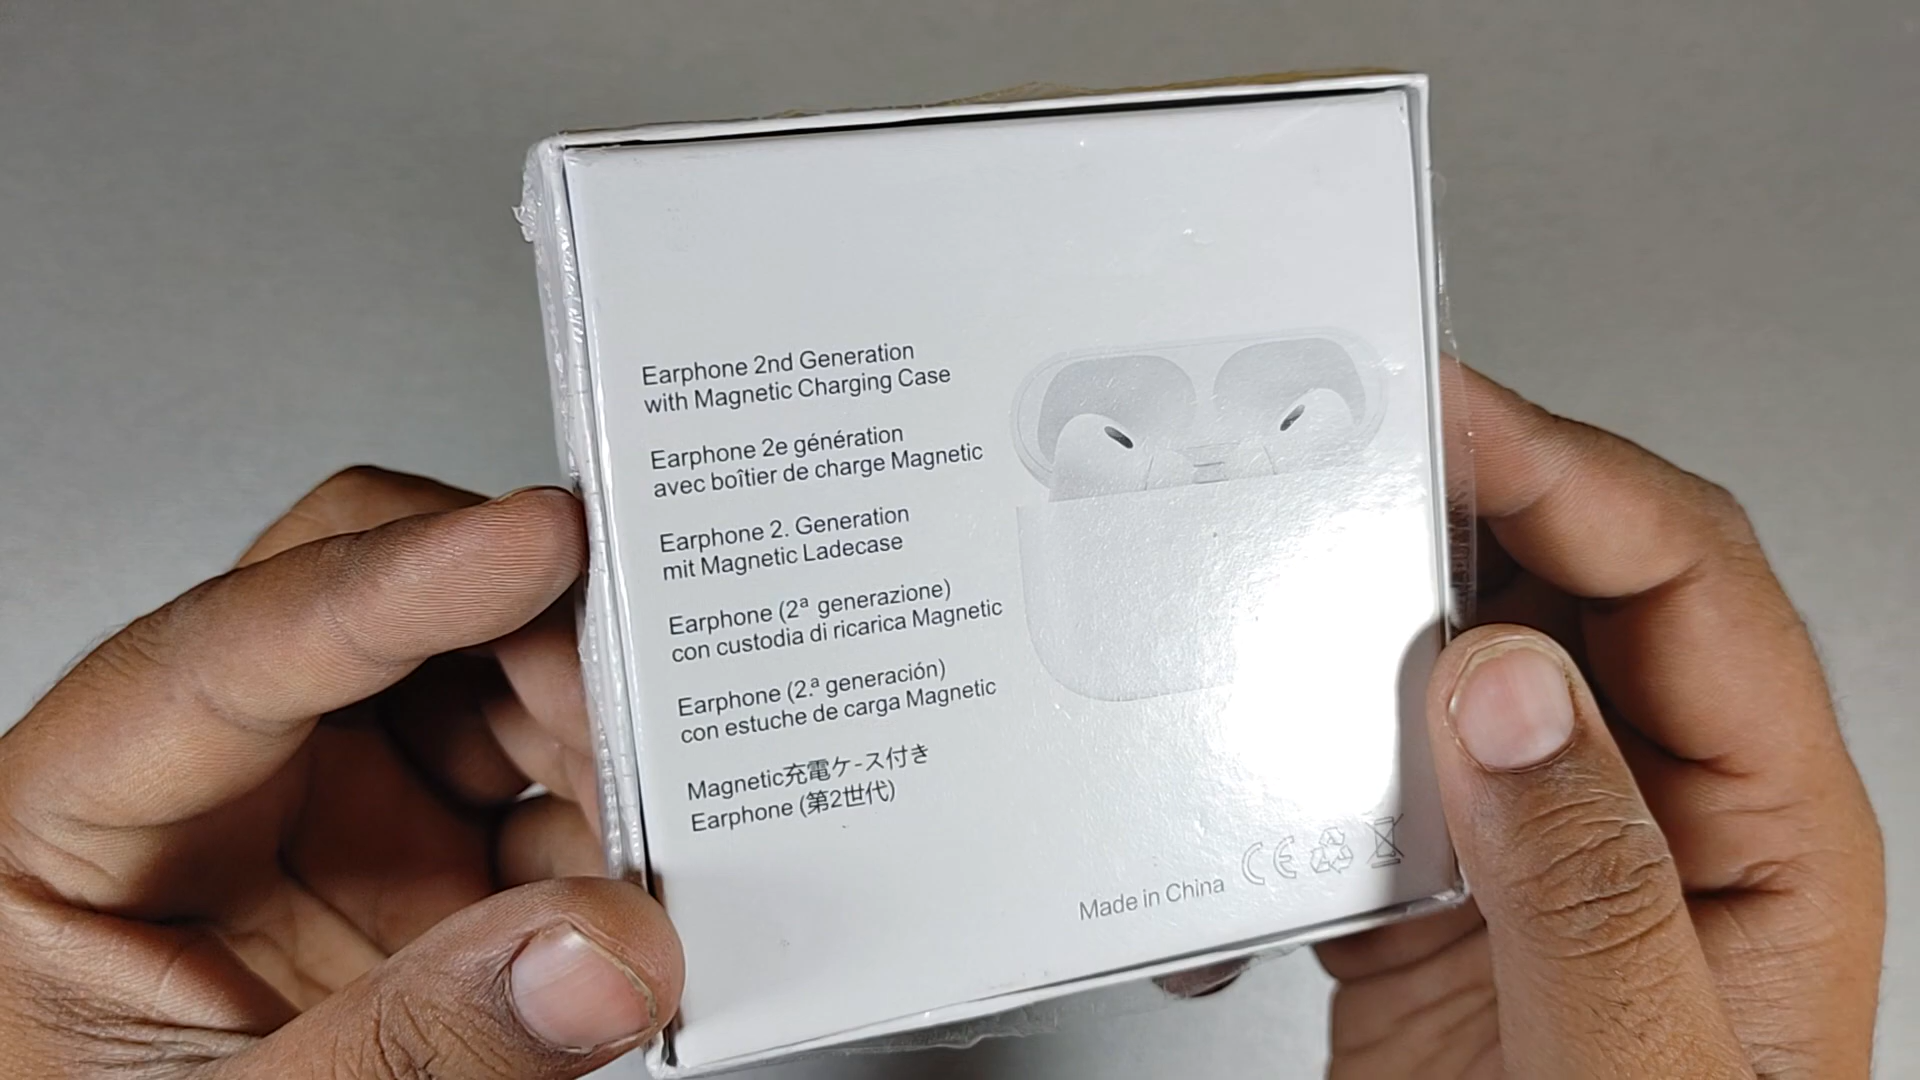 Earphone 2nd Generation
with Magnetic Charging Case
Earphone 2e génération
avec boîtier de charge Magnetic
Earphone 2. Generation
mit Magnetic Ladecase
Earphone (2ª generazione)
con custodia di ricarica Magnetic
Earphone (2.ª generación)
con estuche de carga Magnetic
Magnetic充電ケ-ス付き
Earphone (第2世代)
Made in China CE